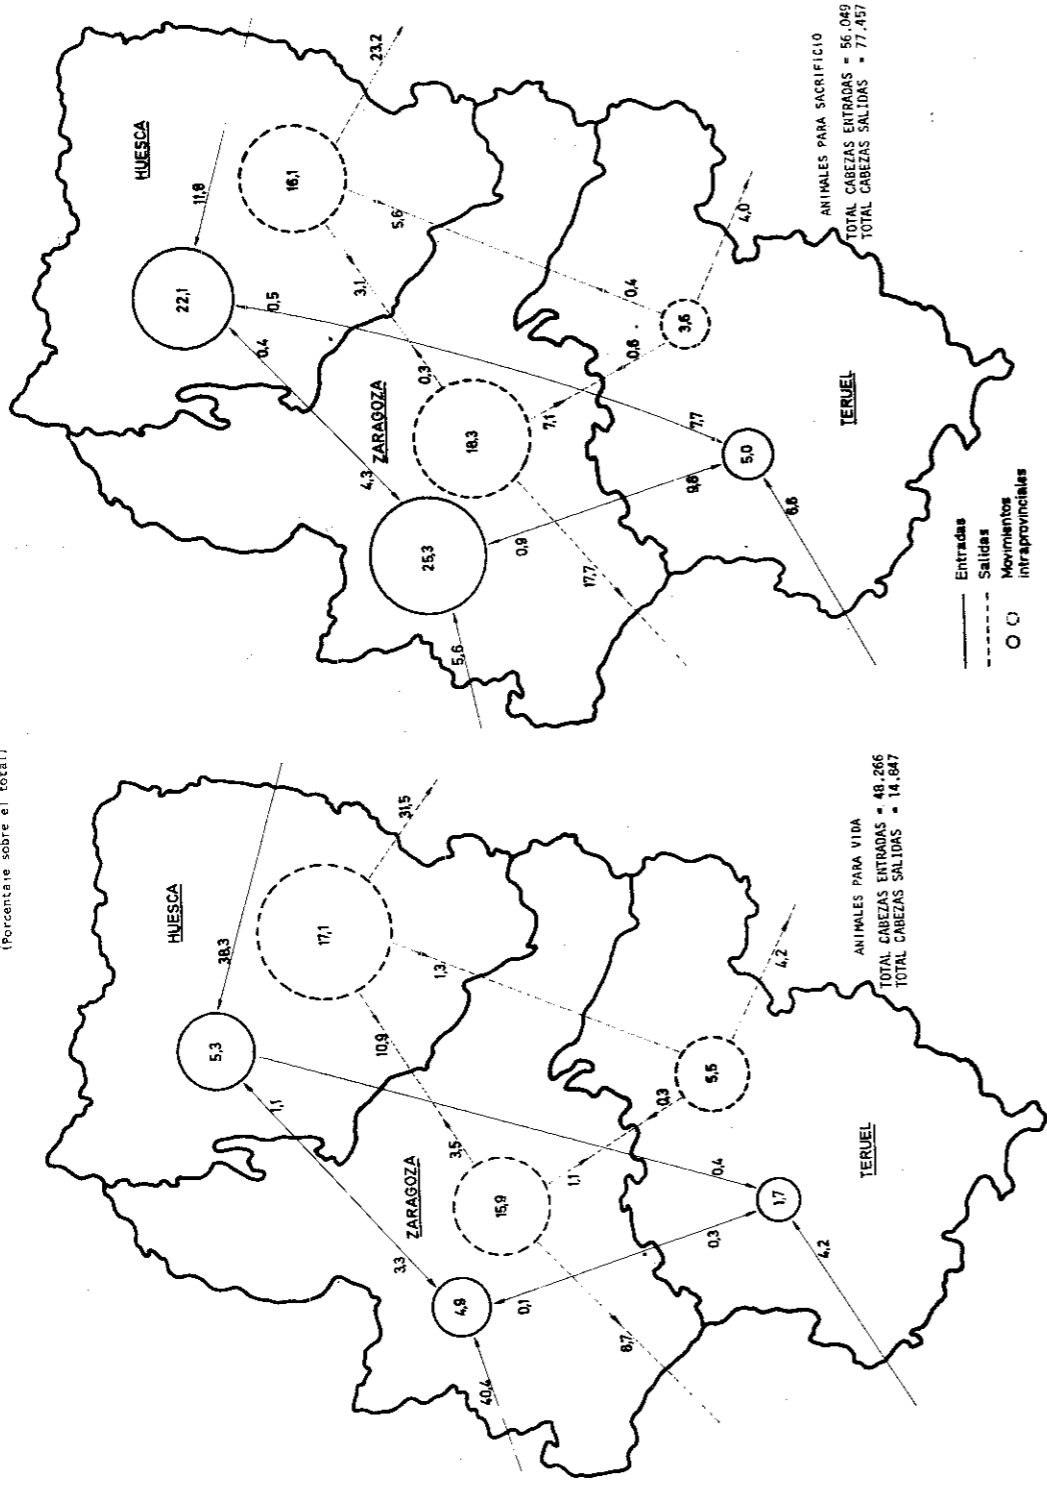 (Porcentaje sobre el total)
HUESCA
38,3
5,3
17,1
31,5
1,1
10,9
1,3
3,3
ZARAGOZA
3,5
4,9
15,9
40,4
0,1
1,1
0,3
5,5
4,2
8,7
0,3
0,4
1,7
4,2
TERUEL
ANIMALES PARA VIDA
TOTAL CABEZAS ENTRADAS = 48.266
TOTAL CABEZAS SALIDAS = 14.847
HUESCA
11,8
22,1
16,1
23,2
0,4
0,5
3,1
5,6
4,3
ZARAGOZA
0,3
25,3
18,3
5,6
0,9
7,1
0,6
0,4
3,6
4,0
17,7
9,8
7,7
5,0
6,6
TERUEL
ANIMALES PARA SACRIFICIO
TOTAL CABEZAS ENTRADAS = 56.049
TOTAL CABEZAS SALIDAS = 77.457
Entradas
Salidas
Movimientos
intraprovinciales